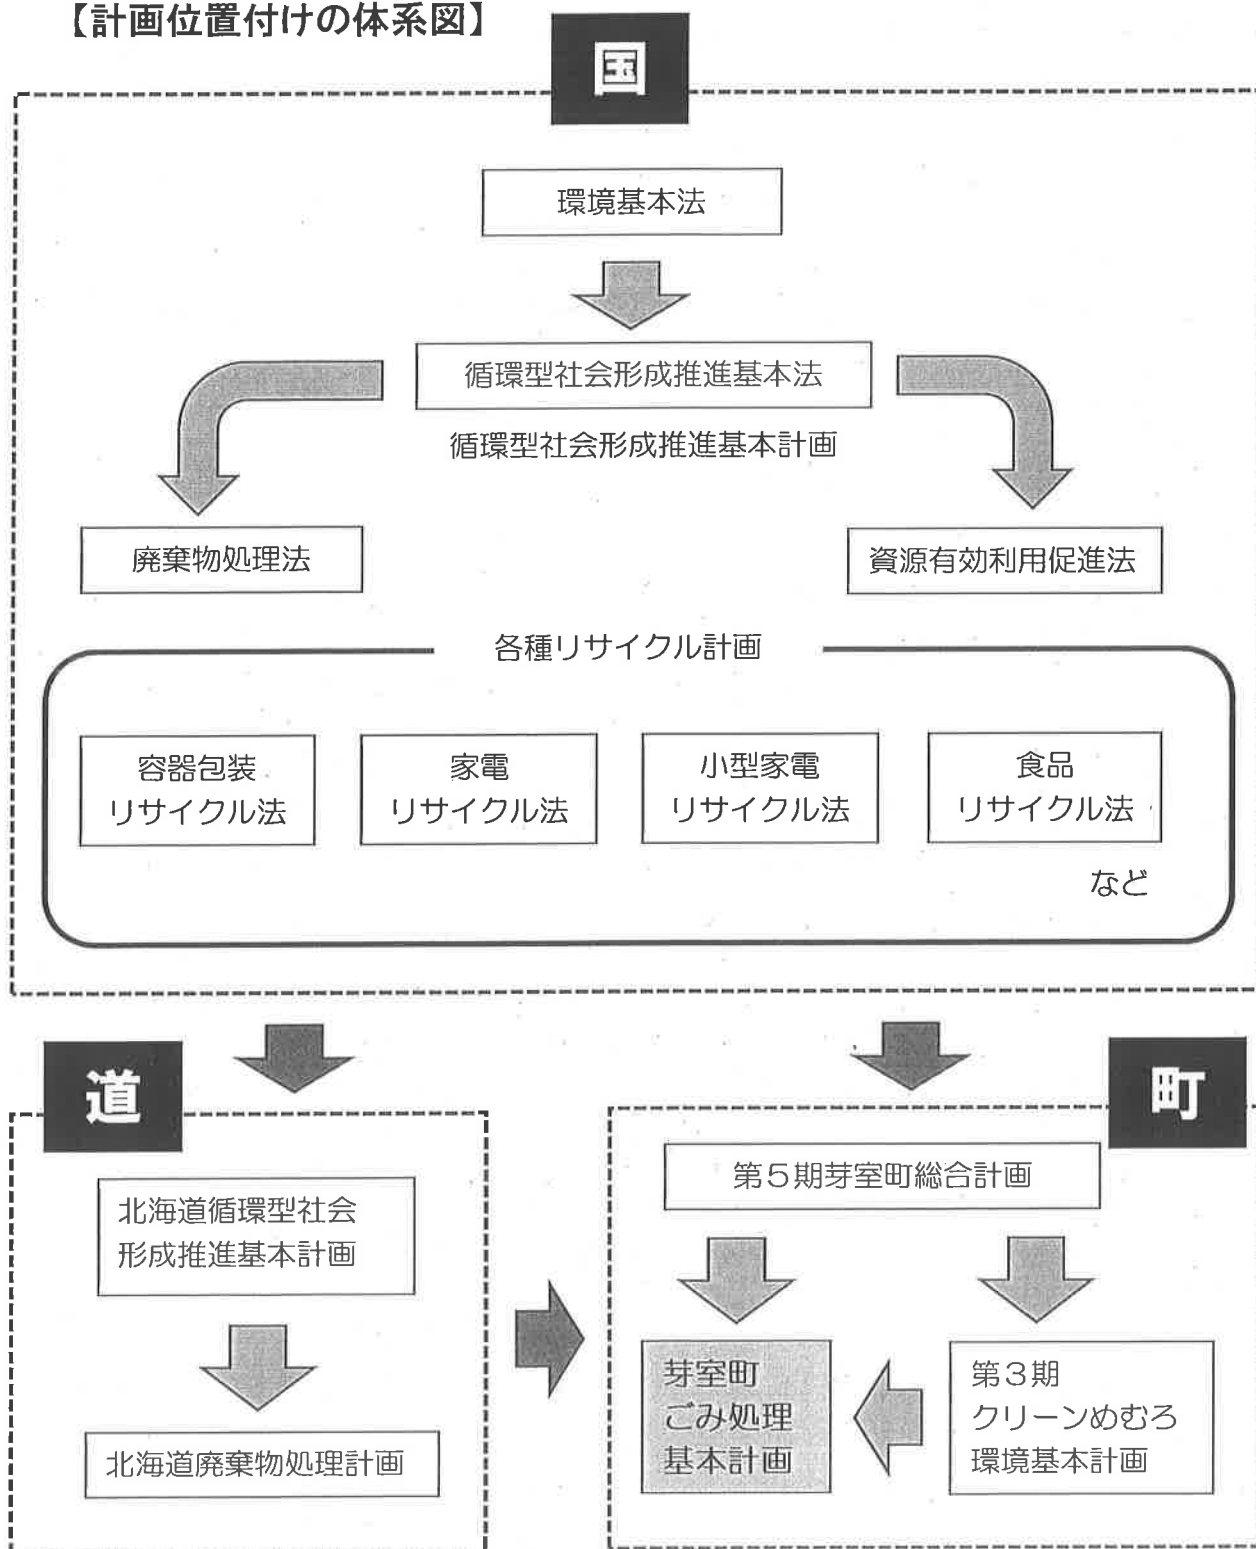 【計画位置付けの体系図】
国
環境基本法
循環型社会形成推進基本法
循環型社会形成推進基本計画
廃棄物処理法
資源有効利用促進法
各種リサイクル計画
容器包装
リサイクル法
家電
リサイクル法
小型家電
リサイクル法
食品
リサイクル法
など
道
北海道循環型社会
形成推進基本計画
北海道廃棄物処理計画
町
第5期芽室町総合計画
芽室町
ごみ処理
基本計画
第3期
クリーンめむろ
環境基本計画